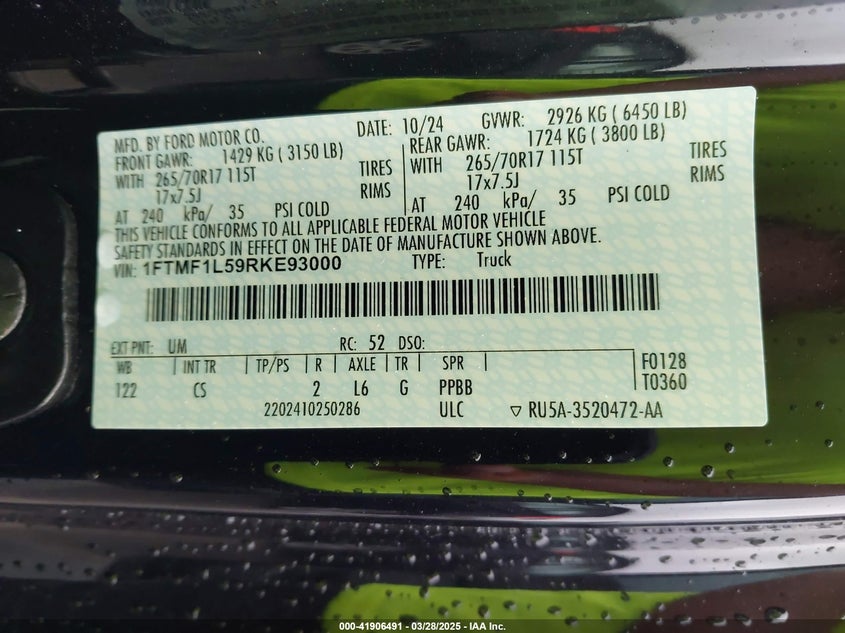 MFD. BY FORD MOTOR CO. DATE: 10/24 GVWR: 2926 KG ( 6450 LB)
FRONT GAWR: 1429 KG ( 3150 LB) REAR GAWR: 1724 KG ( 3800 LB)
WITH 265/70R17 115T TIRES WITH 265/70R17 115T TIRES
17x7.5J RIMS 17x7.5J RIMS
AT 240 kPa/ 35 PSI COLD AT 240 kPa/ 35 PSI COLD
THIS VEHICLE CONFORMS TO ALL APPLICABLE FEDERAL MOTOR VEHICLE
SAFETY STANDARDS IN EFFECT ON THE DATE OF MANUFACTURE SHOWN ABOVE.
VIN: 1FTMF1L59RKE93000 TYPE: Truck
EXT PNT: UM RC: 52 DSO:
WB INT TR TP/PS R AXLE TR SPR F0128
122 CS 2 L6 G PPBB T0360
2202410250286 ULC ▽ RU5A-3520472-AA
000-41906491 — 03/28/2025 — IAA Inc.